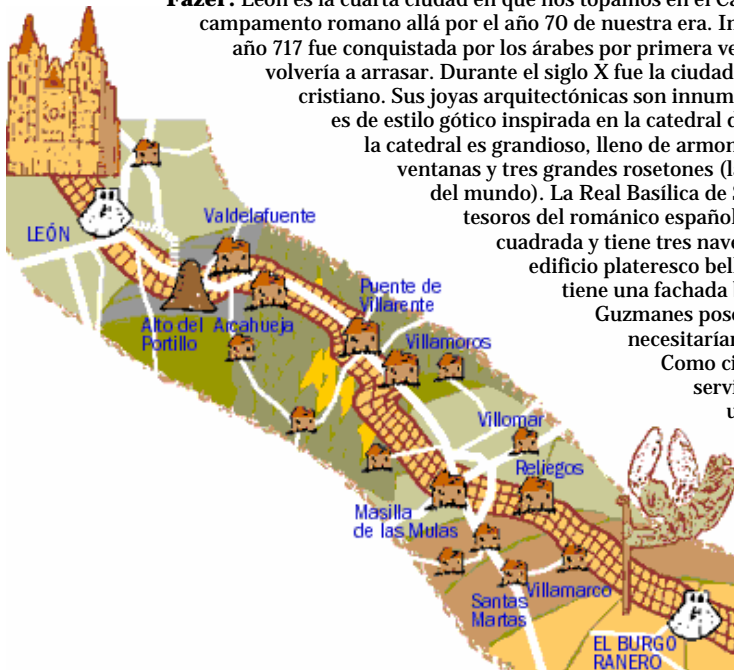 Fazer: León es la cuarta ciudad en que nos topamos en el Ca
campamento romano allá por el año 70 de nuestra era. In
año 717 fue conquistada por los árabes por primera ve
volvería a arrasar. Durante el siglo X fue la ciudad
cristiano. Sus joyas arquitectónicas son innum
es de estilo gótico inspirada en la catedral d
la catedral es grandioso, lleno de armon
ventanas y tres grandes rosetones (la
del mundo). La Real Basílica de S
tesoros del románico español
cuadrada y tiene tres nave
edificio plateresco bell
tiene una fachada b
Guzmanes pose
necesitarían
Como ci
servi
u
LEÓN
Valdelafuente
Alto del
Portillo
Arcahueja
Puente de
Villarente
Villamoros
Villomar
Reliegos
Masilla
de las Mulas
Villamarco
Santas
Martas
EL BURGO
RANERO